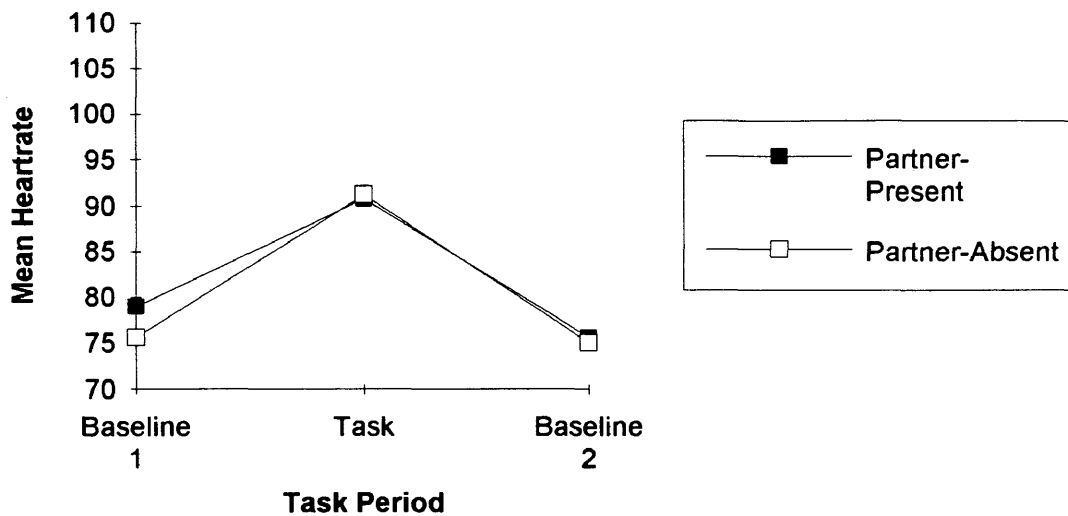 110
105
100
95
90
85
80
75
70
Mean Heartrate
Baseline
1
Task
Baseline
2
Task Period
Partner-
Present
Partner-Absent